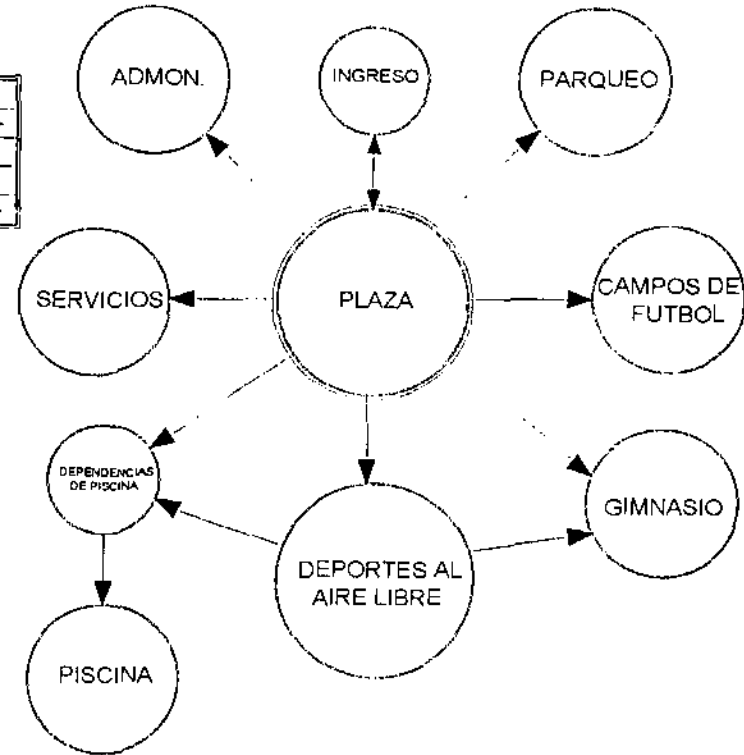 ADMON.
INGRESO
PARQUEO
SERVICIOS
PLAZA
CAMPOS DE
FUTBOL
DEPENDENCIAS
DE PISCINA
DEPORTES AL
AIRE LIBRE
GIMNASIO
PISCINA